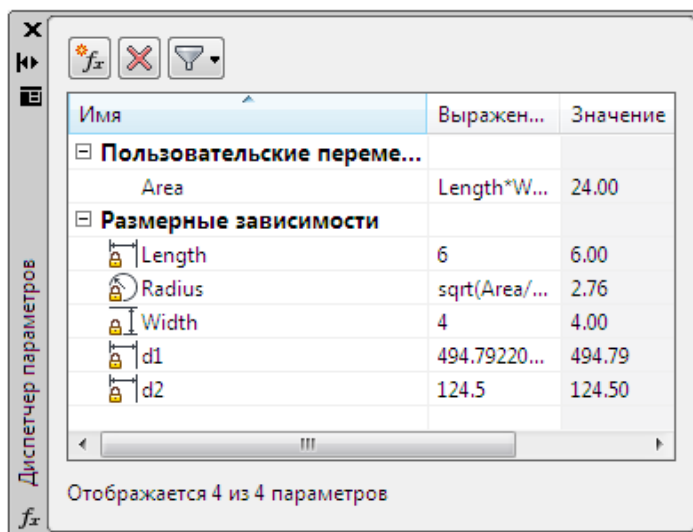 Имя Выражен... Значение
Пользовательские переме...
Area Length*W... 24.00
Размерные зависимости
Length 6 6.00
Radius sqrt(Area/... 2.76
Width 4 4.00
d1 494.79220... 494.79
d2 124.5 124.50
Отображается 4 из 4 параметров
Диспетчер параметров
fx
fx